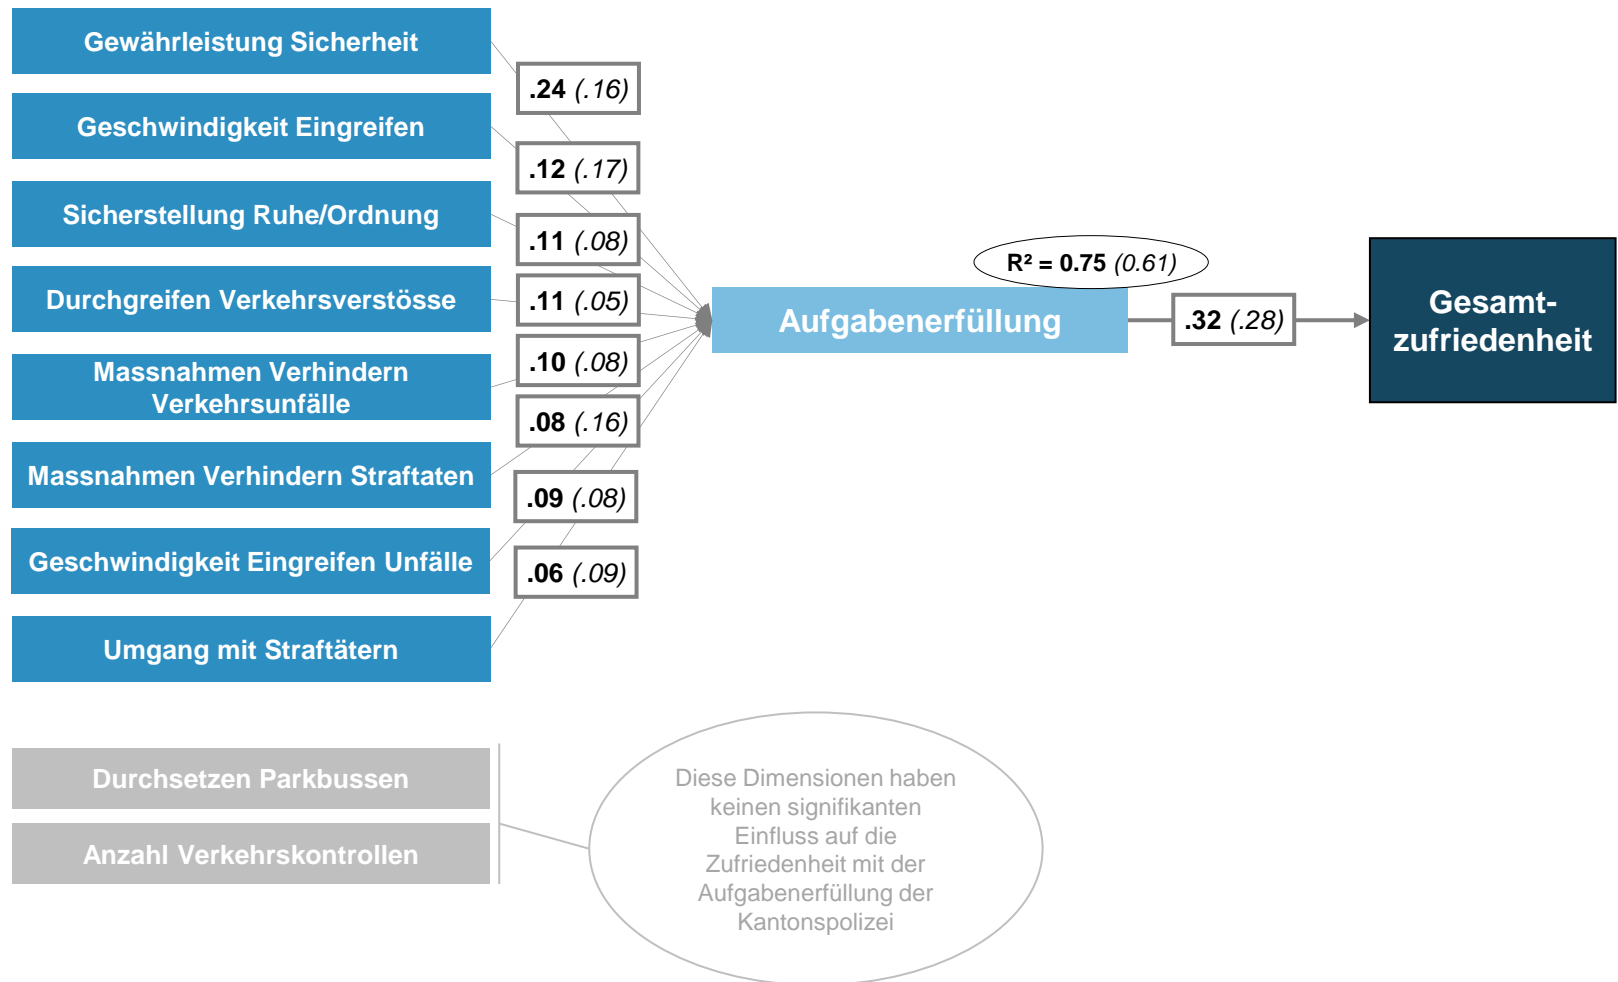 Gewährleistung Sicherheit
.24 (.16)
Geschwindigkeit Eingreifen
.12 (.17)
Sicherstellung Ruhe/Ordnung
.11 (.08)
Durchgreifen Verkehrsverstösse
.11 (.05)
Massnahmen Verhindern
Verkehrsunfälle
.10 (.08)
Massnahmen Verhindern Straftaten
.08 (.16)
Geschwindigkeit Eingreifen Unfälle
.09 (.08)
Umgang mit Straftätern
.06 (.09)
R² = 0.75 (0.61)
Aufgabenerfüllung
.32 (.28)
Gesamt-
zufriedenheit
Durchsetzen Parkbussen
Anzahl Verkehrskontrollen
Diese Dimensionen haben
keinen signifikanten
Einfluss auf die
Zufriedenheit mit der
Aufgabenerfüllung der
Kantonspolizei